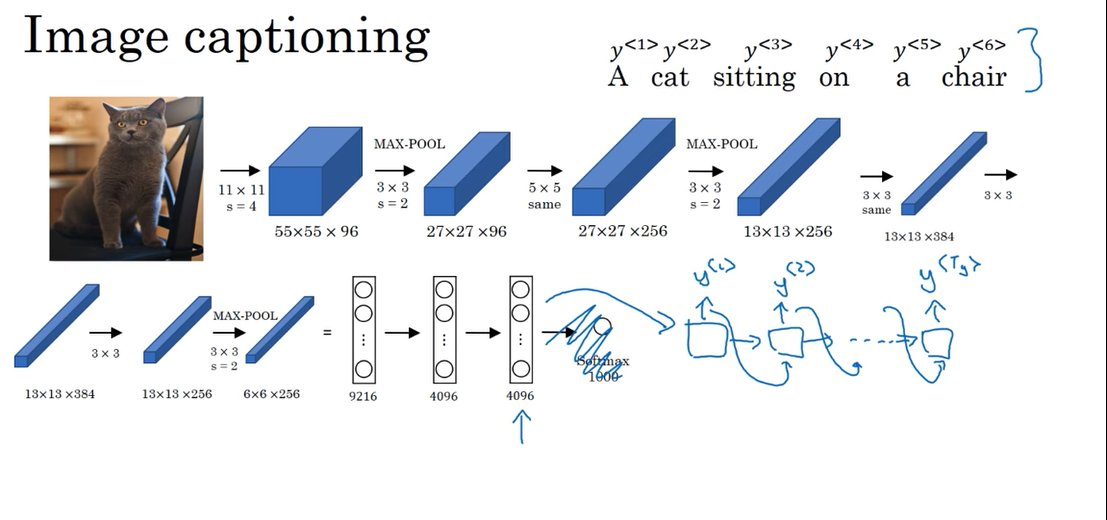 Image captioning
y<1> y<2> y<3> y<4> y<5> y<6>
A cat sitting on a chair
MAX-POOL MAX-POOL
11 × 11 3 × 3 5 × 5 3 × 3 3 × 3 3 × 3
s = 4 s = 2 same s = 2 same
55×55 × 96 27×27 ×96 27×27 ×256 13×13 ×256 13×13 ×384
y<1> y<2> y<Ty>
MAX-POOL
=
3 × 3 3 × 3
s = 2
Softmax
1000
13×13 ×384 13×13 ×256 6×6 ×256 9216 4096 4096